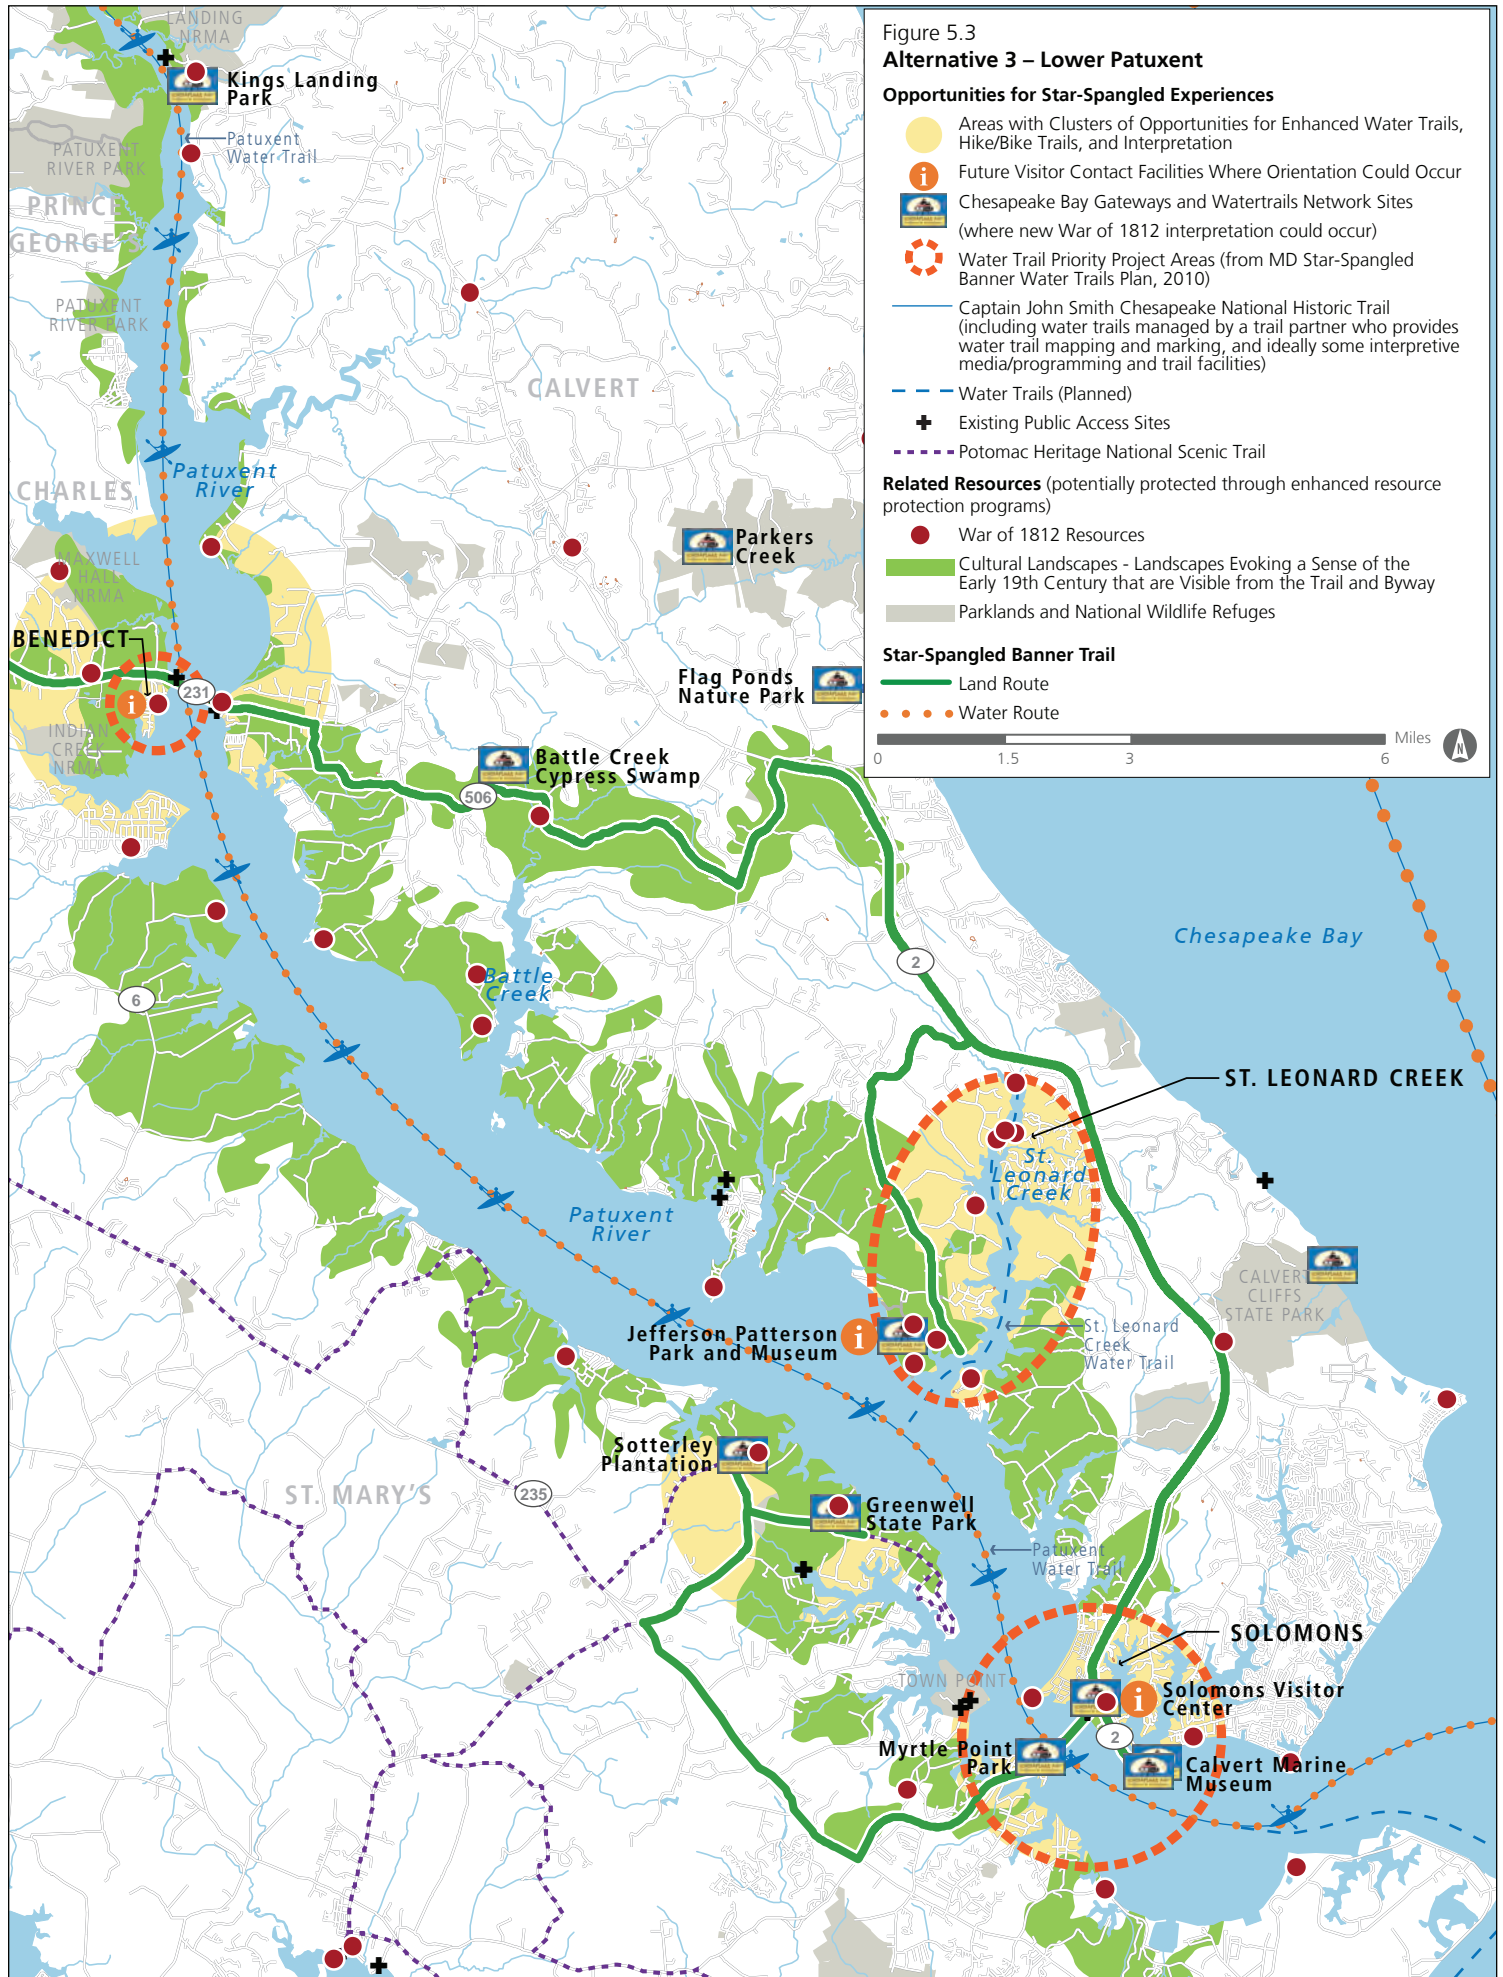 Figure 5.3
Alternative 3 – Lower Patuxent
Opportunities for Star-Spangled Experiences
Areas with Clusters of Opportunities for Enhanced Water Trails,
Hike/Bike Trails, and Interpretation
i
Future Visitor Contact Facilities Where Orientation Could Occur
Chesapeake Bay Gateways and Watertrails Network Sites
(where new War of 1812 interpretation could occur)
Water Trail Priority Project Areas (from MD Star-Spangled
Banner Water Trails Plan, 2010)
Captain John Smith Chesapeake National Historic Trail
(including water trails managed by a trail partner who provides
water trail mapping and marking, and ideally some interpretive
media/programming and trail facilities)
Water Trails (Planned)
Existing Public Access Sites
Potomac Heritage National Scenic Trail
Related Resources (potentially protected through enhanced resource
protection programs)
War of 1812 Resources
Cultural Landscapes - Landscapes Evoking a Sense of the
Early 19th Century that are Visible from the Trail and Byway
Parklands and National Wildlife Refuges
Star-Spangled Banner Trail
Land Route
Water Route
Miles
0 1.5 3 6
N
LANDING
NRMA
Kings Landing
Park
Patuxent
Water Trail
PATUXENT
RIVER PARK
PRINCE
GEORGE'S
PATUXENT
RIVER PARK
CALVERT
Patuxent
River
CHARLES
Parkers
Creek
MAXWELL
HALL
NRMA
BENEDICT
i
231
Flag Ponds
Nature Park
INDIAN
CREEK
NRMA
Battle Creek
Cypress Swamp
506
Chesapeake Bay
2
Battle
Creek
6
ST. LEONARD CREEK
St.
Leonard
Creek
Patuxent
River
CALVERT
CLIFFS
STATE PARK
Jefferson Patterson
Park and Museum
i
St. Leonard
Creek
Water Trail
Sotterley
Plantation
ST. MARY'S
235
Greenwell
State Park
Patuxent
Water Trail
SOLOMONS
TOWN POINT
i
Solomons Visitor
Center
2
Myrtle Point
Park
Calvert Marine
Museum